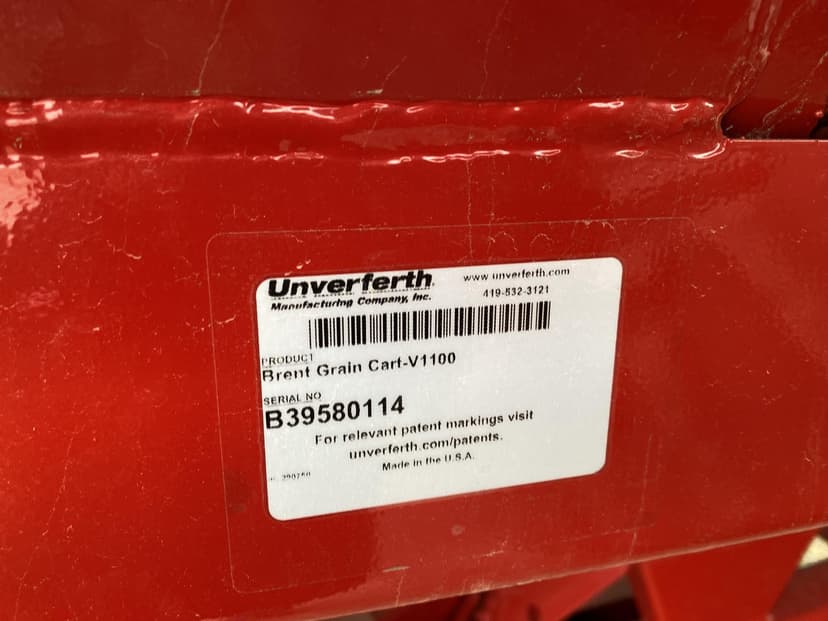 Unverferth
Manufacturing Company, Inc.
www.unverferth.com
419-532-3121
PRODUCT
Brent Grain Cart-V1100
SERIAL NO
B39580114
For relevant patent markings visit
unverferth.com/patents.
Made in the U.S.A.